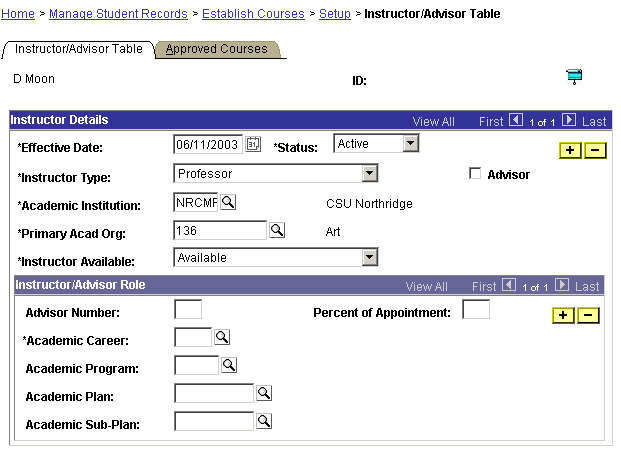 Home > Manage Student Records > Establish Courses > Setup > Instructor/Advisor Table
Instructor/Advisor Table Approved Courses
D Moon ID:
Instructor Details View All First 1 of 1 Last
*Effective Date: 06/11/2003 *Status: Active
*Instructor Type: Professor Advisor
*Academic Institution: NRCMP CSU Northridge
*Primary Acad Org: 136 Art
*Instructor Available: Available
Instructor/Advisor Role View All First 1 of 1 Last
Advisor Number: Percent of Appointment:
*Academic Career:
Academic Program:
Academic Plan:
Academic Sub-Plan: